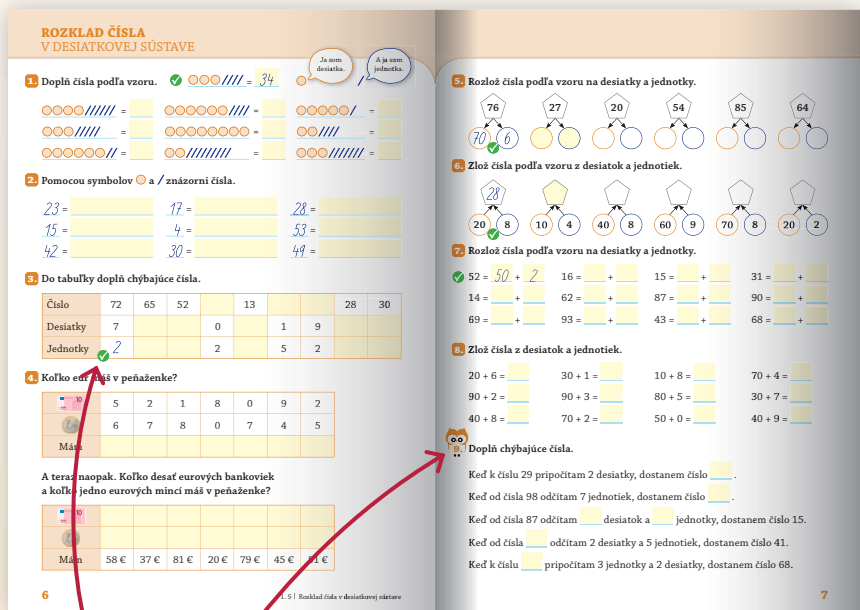 ROZKLAD ČÍSLA
V DESIATKOVEJ SÚSTAVE
Ja som desiatka.
A ja som jednotka.
1. Doplň čísla podľa vzoru. = 34
= = =
= = =
= = =
2. Pomocou symbolov a / znázorni čísla.
23 = 17 = 28 =
15 = 4 = 53 =
42 = 30 = 49 =
3. Do tabuľky doplň chýbajúce čísla.
Číslo 72 65 52 13 28 30
Desiatky 7 0 1 9
Jednotky 2 2 5 2
4. Koľko eur máš v peňaženke?
10 5 2 1 8 0 9 2
6 7 8 0 7 4 5
Mám
A teraz naopak. Koľko desať eurových bankoviek
a koľko jedno eurových mincí máš v peňaženke?
10
Mám 58 € 37 € 81 € 20 € 79 € 45 € €
6
1. 5 | Rozklad čísla v desiatkovej sústave
5. Rozlož čísla podľa vzoru na desiatky a jednotky.
76 27 20 54 85 64
70 6
6. Zlož čísla podľa vzoru z desiatok a jednotiek.
28
20 8 10 4 40 8 60 9 70 8 20 2
7. Rozlož čísla podľa vzoru na desiatky a jednotky.
52 = 50 + 2 16 = + 15 = + 31 = +
14 = + 62 = + 87 = + 90 = +
69 = + 93 = + 43 = + 68 = +
8. Zlož čísla z desiatok a jednotiek.
20 + 6 = 30 + 1 = 10 + 8 = 70 + 4 =
90 + 2 = 90 + 3 = 80 + 5 = 30 + 7 =
40 + 8 = 70 + 2 = 50 + 0 = 40 + 9 =
9. Doplň chýbajúce čísla.
Keď k číslu 29 pripočítam 2 desiatky, dostanem číslo .
Keď od čísla 98 odčítam 7 jednotiek, dostanem číslo .
Keď od čísla 87 odčítam desiatok a jednotky, dostanem číslo 15.
Keď od čísla odčítam 2 desiatky a 5 jednotiek, dostanem číslo 41.
Keď k číslu pripočítam 3 jednotky a 2 desiatky, dostanem číslo 68.
7